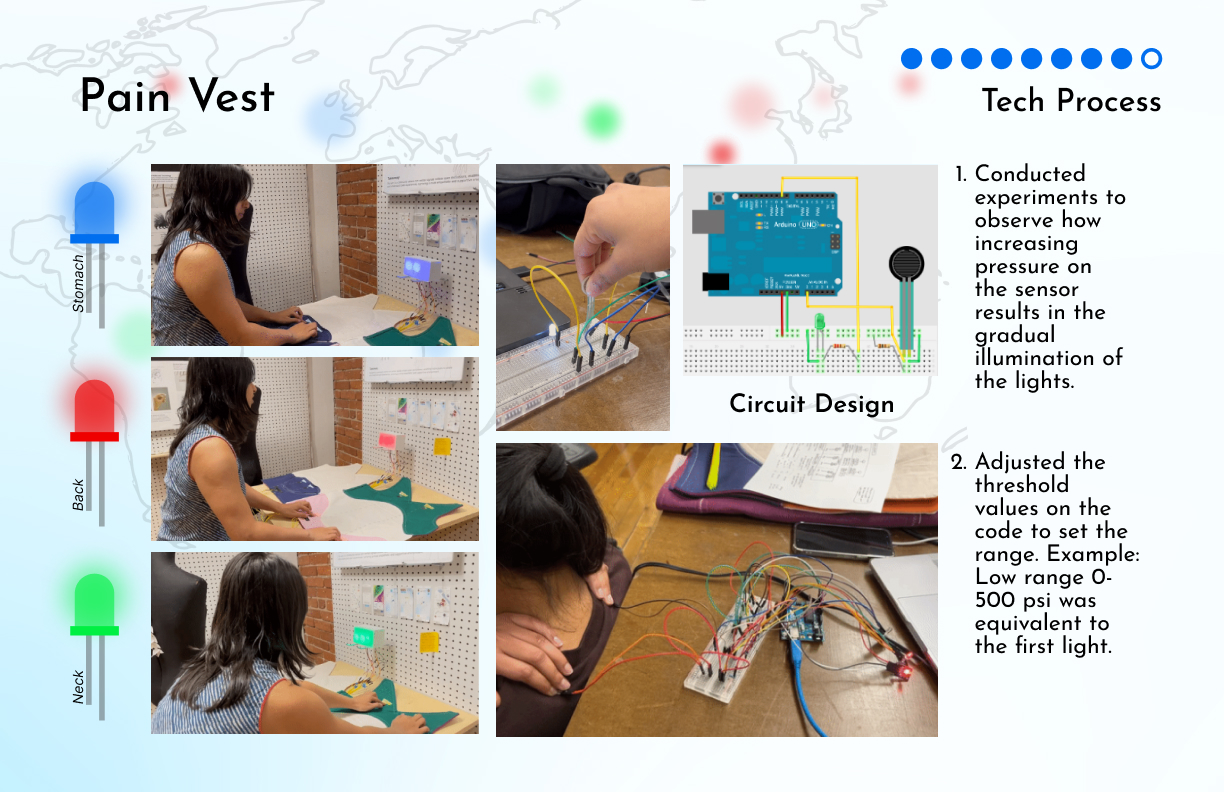 Pain Vest
Tech Process
Stomach
Back
Neck
Arduino UNO
Circuit Design
1. Conducted
experiments to
observe how
increasing
pressure on
the sensor
results in the
gradual
illumination of
the lights.
2. Adjusted the
threshold
values on the
code to set the
range. Example:
Low range 0-
500 psi was
equivalent to
the first light.